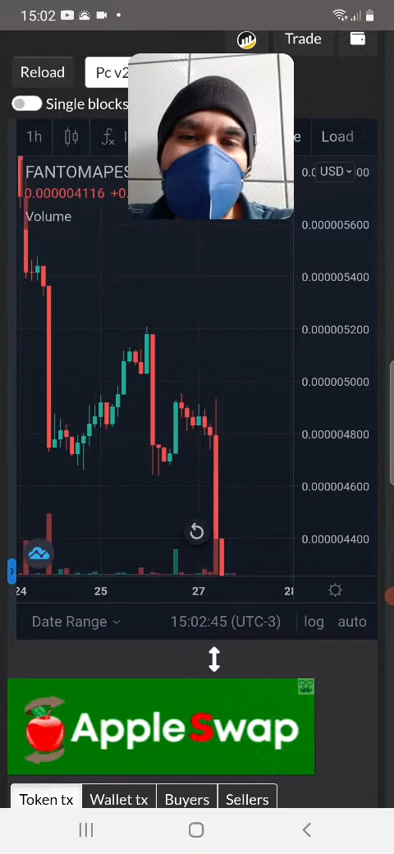 15:02
Trade
Reload
Pc v2
Single blocks
1h
Load
FANTOMAPES
USD
0.000004116
Volume
0.000005600
0.000005400
0.000005200
0.000005000
0.000004800
0.000004600
0.000004400
24
25
27
Date Range
15:02:45 (UTC-3)
log
auto
AppleSwap
Token tx
Wallet tx
Buyers
Sellers